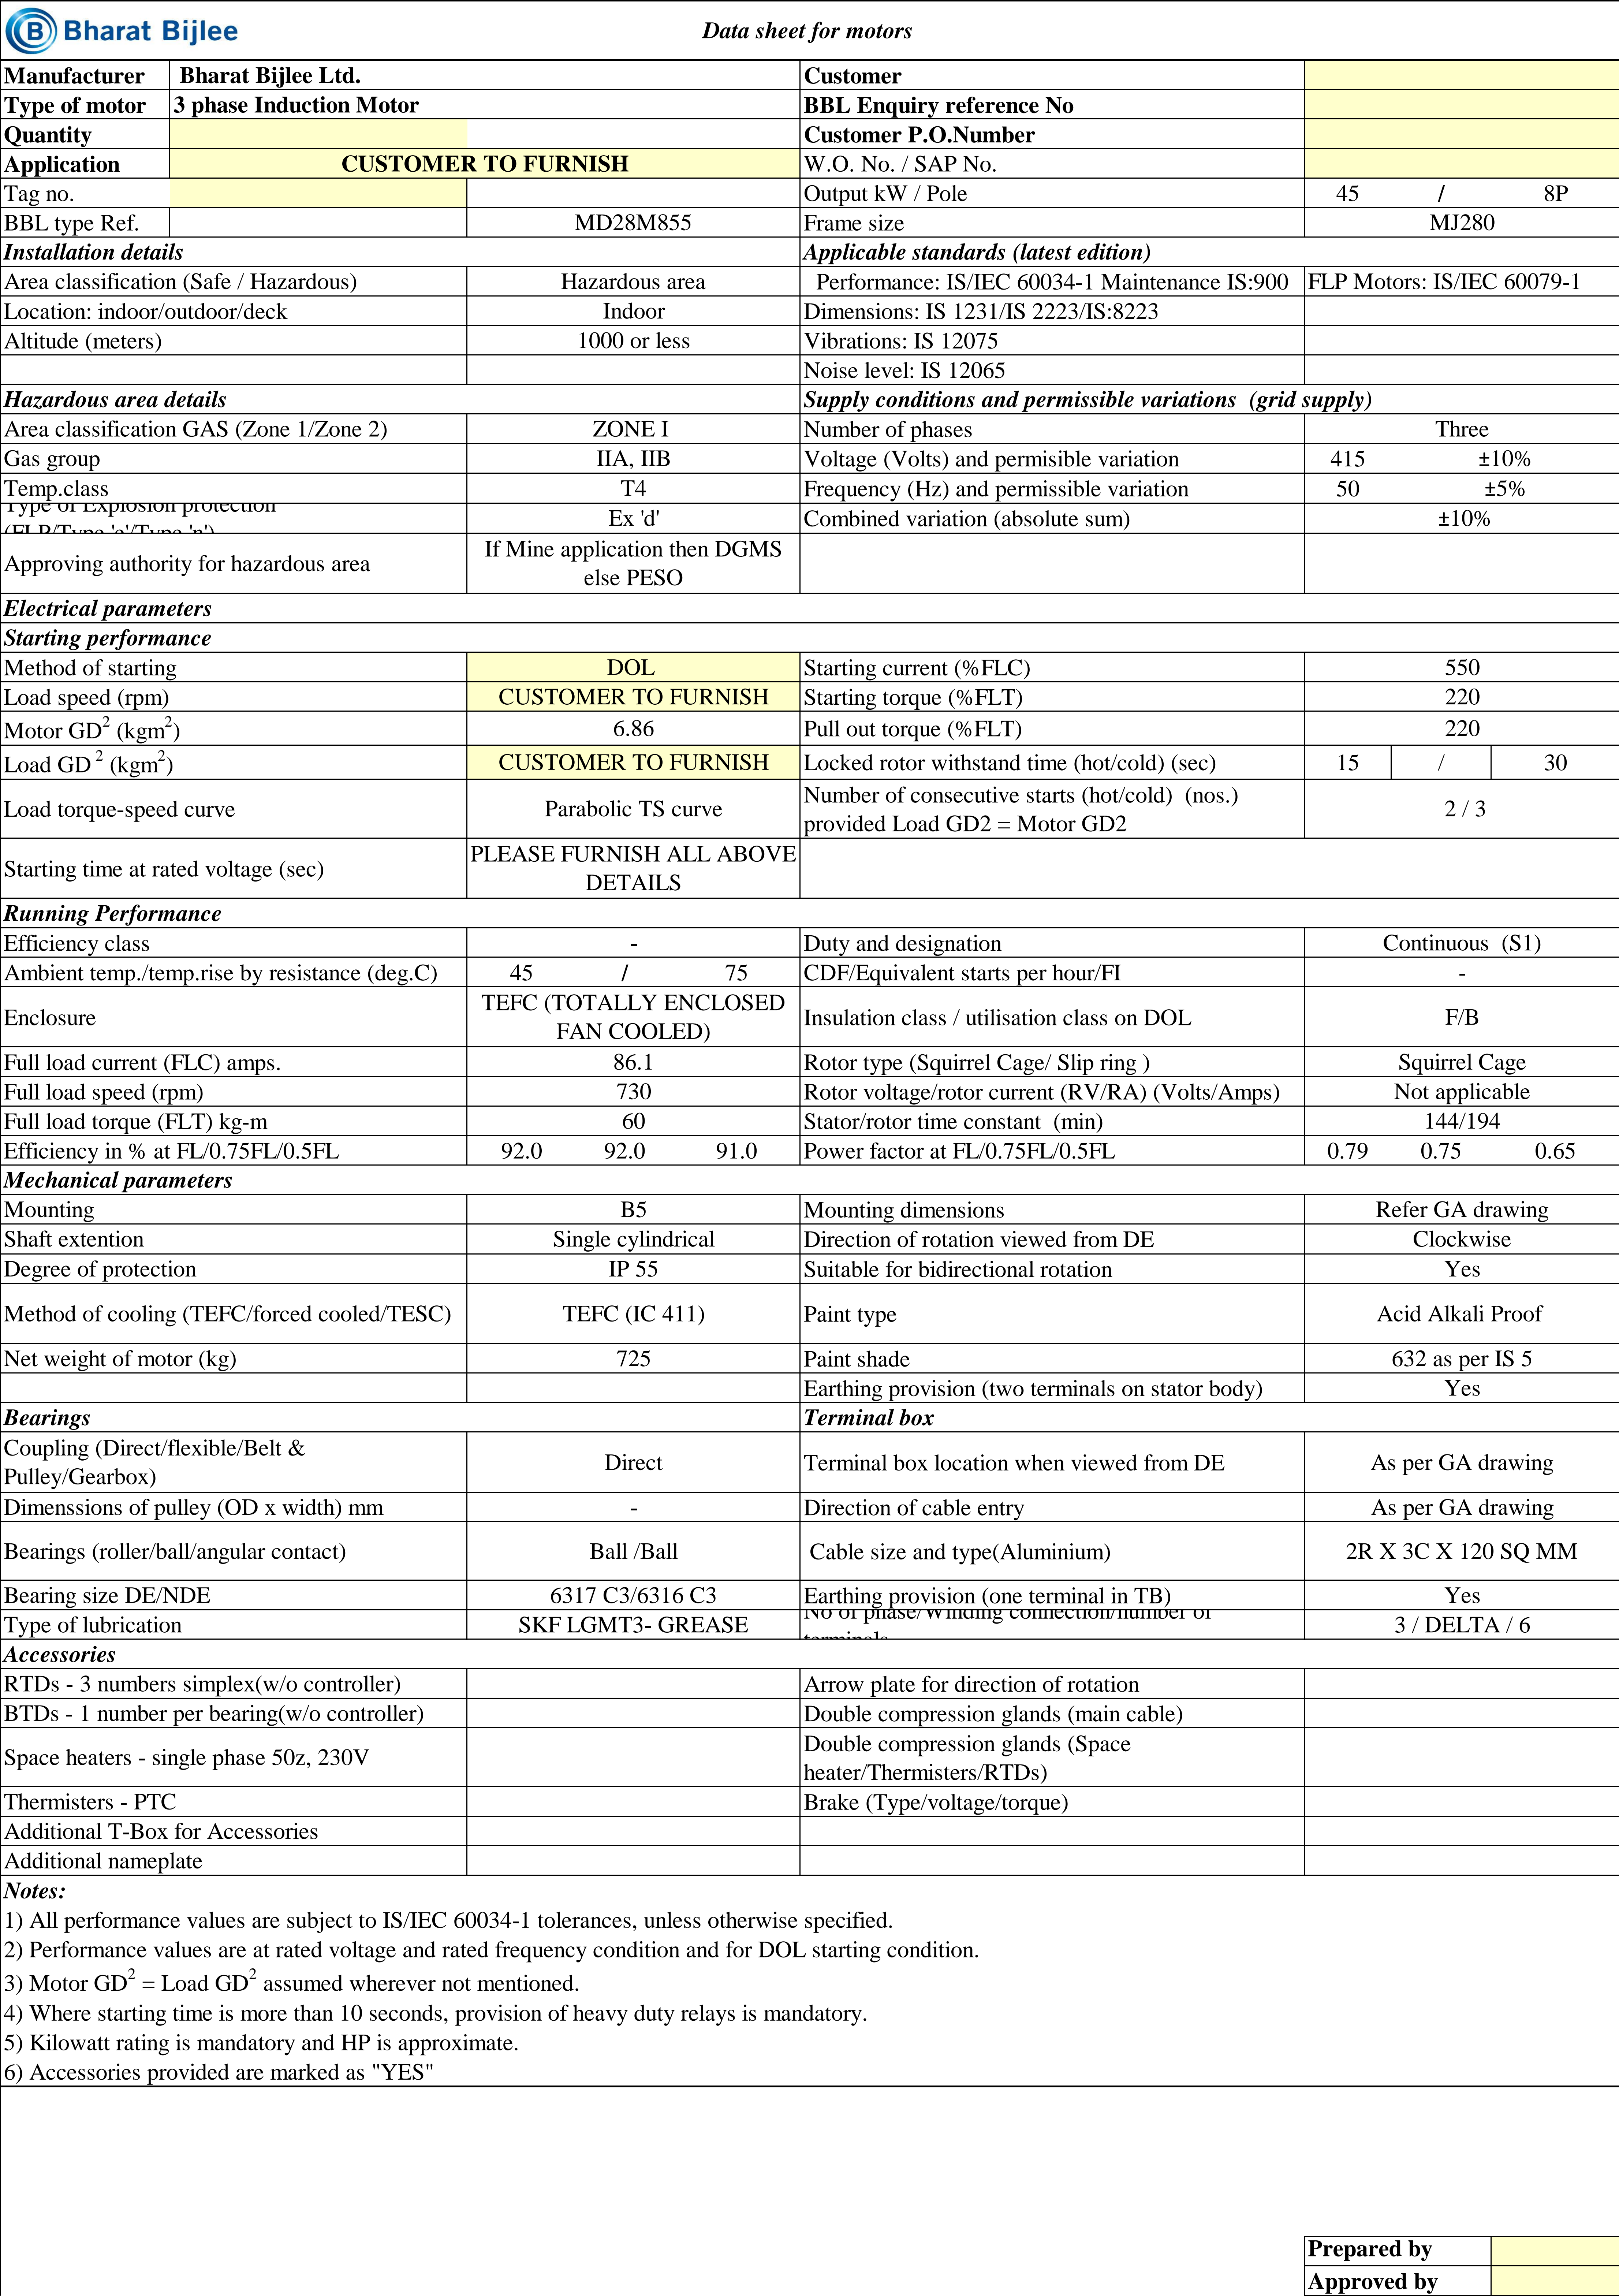 B Bharat Bijlee
Data sheet for motors
Manufacturer Bharat Bijlee Ltd. Customer
Type of motor 3 phase Induction Motor BBL Enquiry reference No
Quantity Customer P.O.Number
Application CUSTOMER TO FURNISH W.O. No. / SAP No.
Tag no. Output kW / Pole 45 / 8P
BBL type Ref. MD28M855 Frame size MJ280
Installation details Applicable standards (latest edition)
Area classification (Safe / Hazardous) Hazardous area Performance: IS/IEC 60034-1 Maintenance IS:900 FLP Motors: IS/IEC 60079-1
Location: indoor/outdoor/deck Indoor Dimensions: IS 1231/IS 2223/IS:8223
Altitude (meters) 1000 or less Vibrations: IS 12075
Noise level: IS 12065
Hazardous area details Supply conditions and permissible variations (grid supply)
Area classification GAS (Zone 1/Zone 2) ZONE I Number of phases Three
Gas group IIA, IIB Voltage (Volts) and permisible variation 415 ±10%
Temp.class T4 Frequency (Hz) and permissible variation 50 ±5%
Type of Explosion protection
(FLP/Type 'e'/Type 'n') Ex 'd' Combined variation (absolute sum) ±10%
Approving authority for hazardous area If Mine application then DGMS
else PESO
Electrical parameters
Starting performance
Method of starting DOL Starting current (%FLC) 550
Load speed (rpm) CUSTOMER TO FURNISH Starting torque (%FLT) 220
Motor GD² (kgm²) 6.86 Pull out torque (%FLT) 220
Load GD ² (kgm²) CUSTOMER TO FURNISH Locked rotor withstand time (hot/cold) (sec) 15 / 30
Load torque-speed curve Parabolic TS curve Number of consecutive starts (hot/cold) (nos.)
provided Load GD2 = Motor GD2 2 / 3
Starting time at rated voltage (sec) PLEASE FURNISH ALL ABOVE
DETAILS
Running Performance
Efficiency class - Duty and designation Continuous (S1)
Ambient temp./temp.rise by resistance (deg.C) 45 / 75 CDF/Equivalent starts per hour/FI -
Enclosure TEFC (TOTALLY ENCLOSED
FAN COOLED) Insulation class / utilisation class on DOL F/B
Full load current (FLC) amps. 86.1 Rotor type (Squirrel Cage/ Slip ring ) Squirrel Cage
Full load speed (rpm) 730 Rotor voltage/rotor current (RV/RA) (Volts/Amps) Not applicable
Full load torque (FLT) kg-m 60 Stator/rotor time constant (min) 144/194
Efficiency in % at FL/0.75FL/0.5FL 92.0 92.0 91.0 Power factor at FL/0.75FL/0.5FL 0.79 0.75 0.65
Mechanical parameters
Mounting B5 Mounting dimensions Refer GA drawing
Shaft extention Single cylindrical Direction of rotation viewed from DE Clockwise
Degree of protection IP 55 Suitable for bidirectional rotation Yes
Method of cooling (TEFC/forced cooled/TESC) TEFC (IC 411) Paint type Acid Alkali Proof
Net weight of motor (kg) 725 Paint shade 632 as per IS 5
Earthing provision (two terminals on stator body) Yes
Bearings Terminal box
Coupling (Direct/flexible/Belt &
Pulley/Gearbox) Direct Terminal box location when viewed from DE As per GA drawing
Dimenssions of pulley (OD x width) mm - Direction of cable entry As per GA drawing
Bearings (roller/ball/angular contact) Ball /Ball Cable size and type(Aluminium) 2R X 3C X 120 SQ MM
Bearing size DE/NDE 6317 C3/6316 C3 Earthing provision (one terminal in TB) Yes
Type of lubrication SKF LGMT3- GREASE No of phase/Winding connection/number of
terminals 3 / DELTA / 6
Accessories
RTDs - 3 numbers simplex(w/o controller) Arrow plate for direction of rotation
BTDs - 1 number per bearing(w/o controller) Double compression glands (main cable)
Space heaters - single phase 50z, 230V Double compression glands (Space
heater/Thermisters/RTDs)
Thermisters - PTC Brake (Type/voltage/torque)
Additional T-Box for Accessories
Additional nameplate
Notes:
1) All performance values are subject to IS/IEC 60034-1 tolerances, unless otherwise specified.
2) Performance values are at rated voltage and rated frequency condition and for DOL starting condition.
3) Motor GD² = Load GD² assumed wherever not mentioned.
4) Where starting time is more than 10 seconds, provision of heavy duty relays is mandatory.
5) Kilowatt rating is mandatory and HP is approximate.
6) Accessories provided are marked as "YES"
Prepared by
Approved by